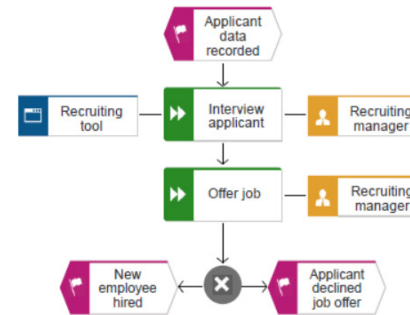 Applicant
data
recorded
Recruiting
tool
Interview
applicant
Recruiting
manager
Offer job
Recruiting
manager
New
employee
hired
Applicant
declined
job offer